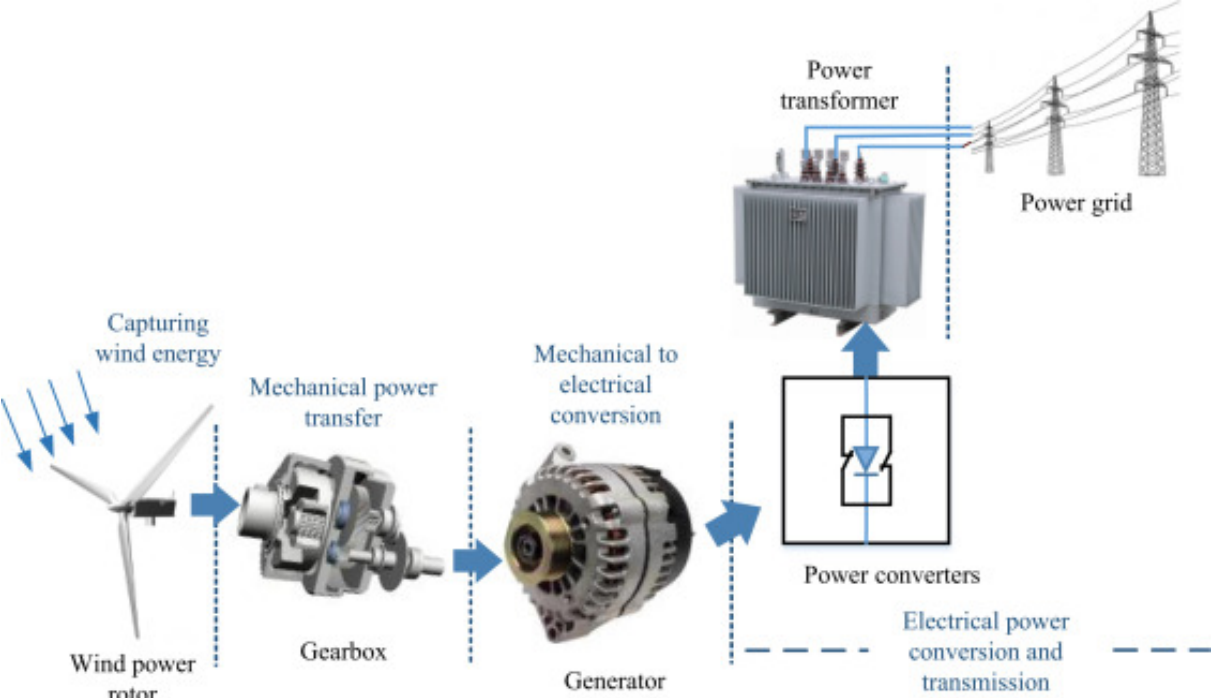 Power
transformer
Power grid
Capturing
wind energy
Mechanical power
transfer
Mechanical to
electrical
conversion
Power converters
Wind power
rotor
Gearbox
Generator
Electrical power
conversion and
transmission